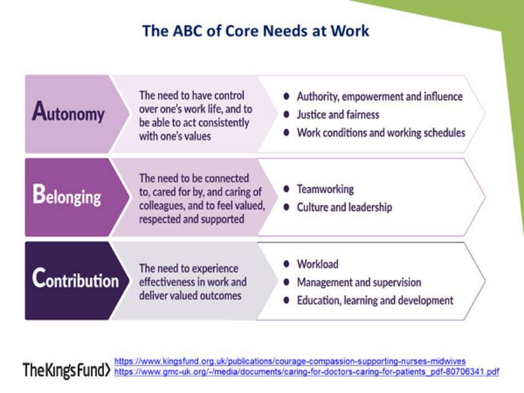 The ABC of Core Needs at Work
Autonomy
The need to have control
over one's work life, and to
be able to act consistently
with one's values
● Authority, empowerment and influence
● Justice and fairness
● Work conditions and working schedules
Belonging
The need to be connected
to, cared for by, and caring of
colleagues, and to feel valued,
respected and supported
● Teamworking
● Culture and leadership
Contribution
The need to experience
effectiveness in work and
deliver valued outcomes
● Workload
● Management and supervision
● Education, learning and development
TheKingsFund>
https://www.kingsfund.org.uk/publications/courage-compassion-supporting-nurses-midwives
https://www.gmc-uk.org/-/media/documents/caring-for-doctors-caring-for-patients_pdf-80706341.pdf